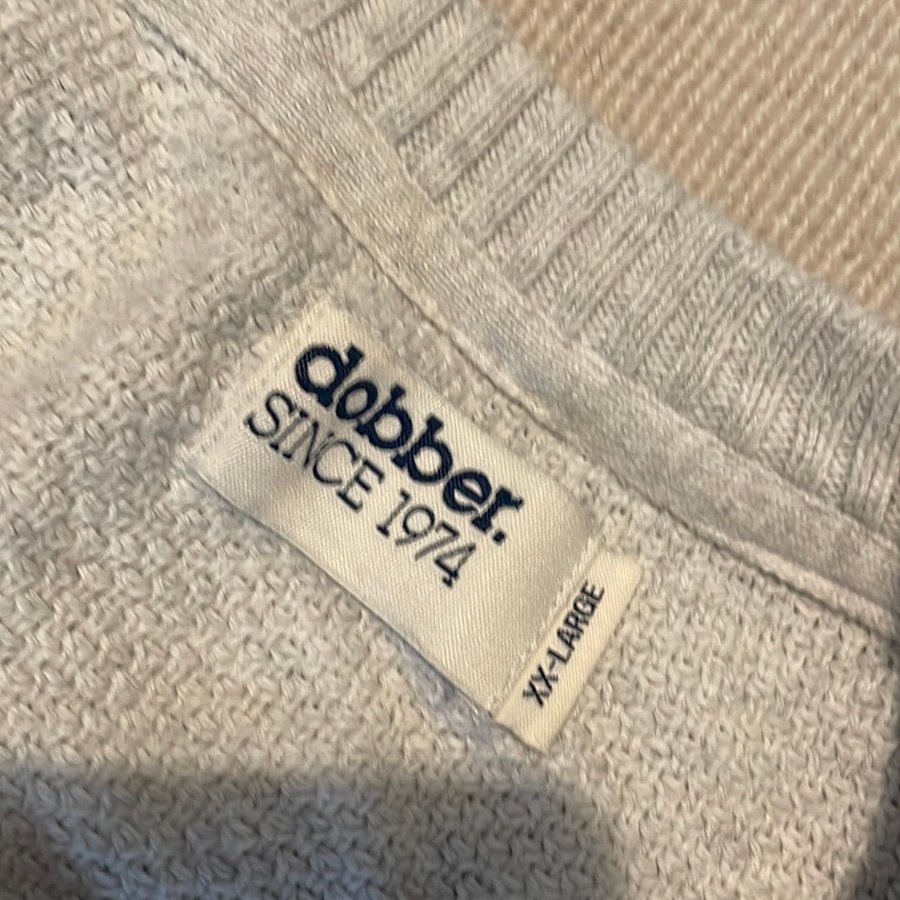 dobber.
SINCE 1974
XX-LARGE